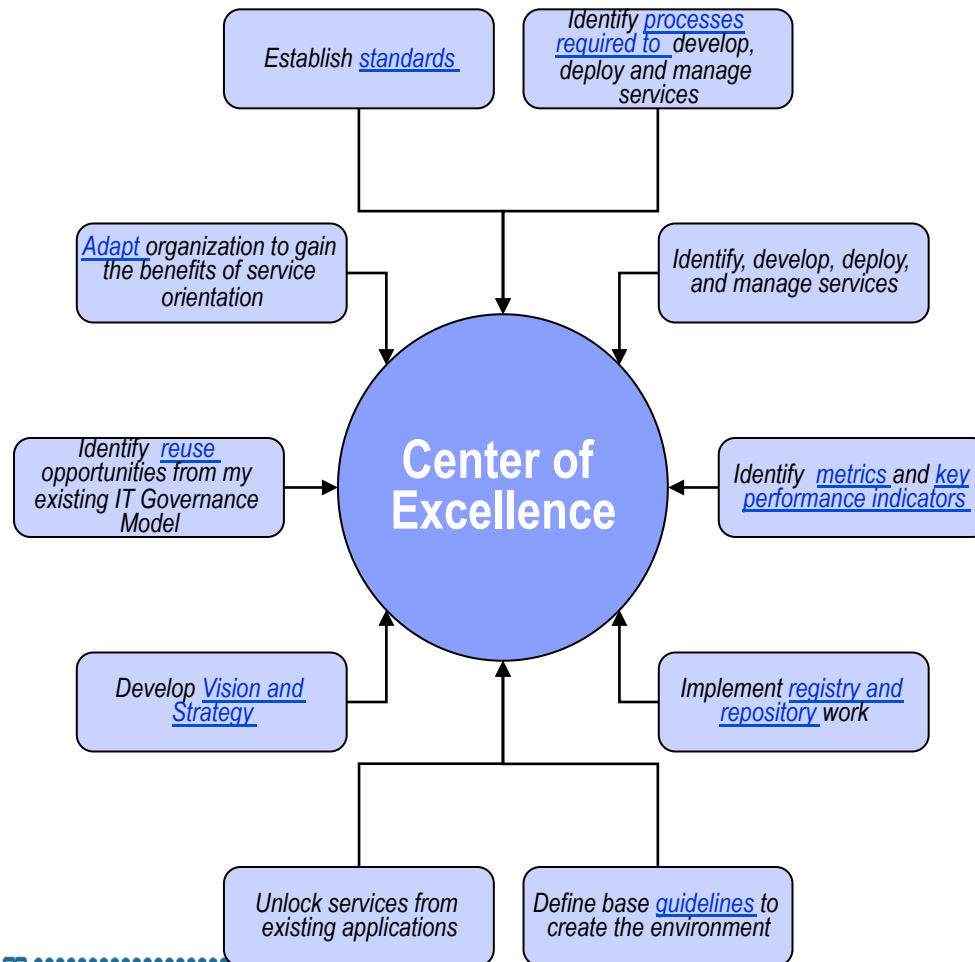 Establish standards
Identify processes
required to develop,
deploy and manage
services
Adapt organization to gain
the benefits of service
orientation
Identify, develop, deploy,
and manage services
Center of
Excellence
Identify reuse
opportunities from my
existing IT Governance
Model
Identify metrics and key
performance indicators
Develop Vision and
Strategy
Implement registry and
repository work
Unlock services from
existing applications
Define base guidelines to
create the environment